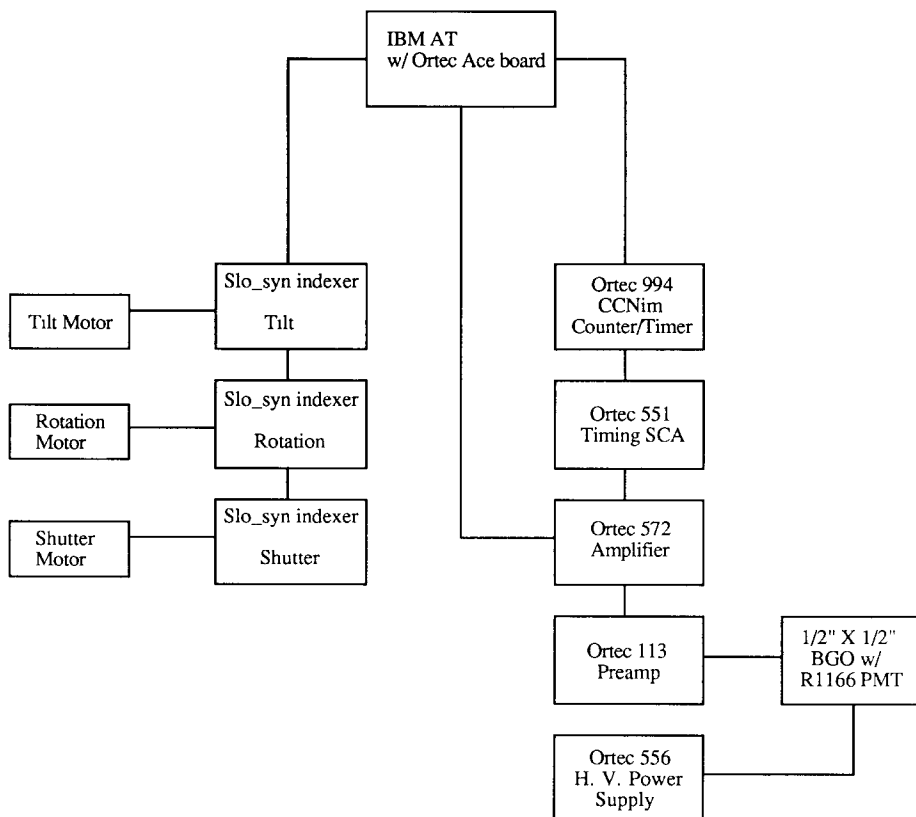 IBM AT
w/ Ortec Ace board
Slo_syn indexer
Tilt
Tilt Motor
Slo_syn indexer
Rotation
Rotation
Motor
Slo_syn indexer
Shutter
Shutter
Motor
Ortec 994
CCNim
Counter/Timer
Ortec 551
Timing SCA
Ortec 572
Amplifier
Ortec 113
Preamp
1/2" X 1/2"
BGO w/
R1166 PMT
Ortec 556
H. V. Power
Supply